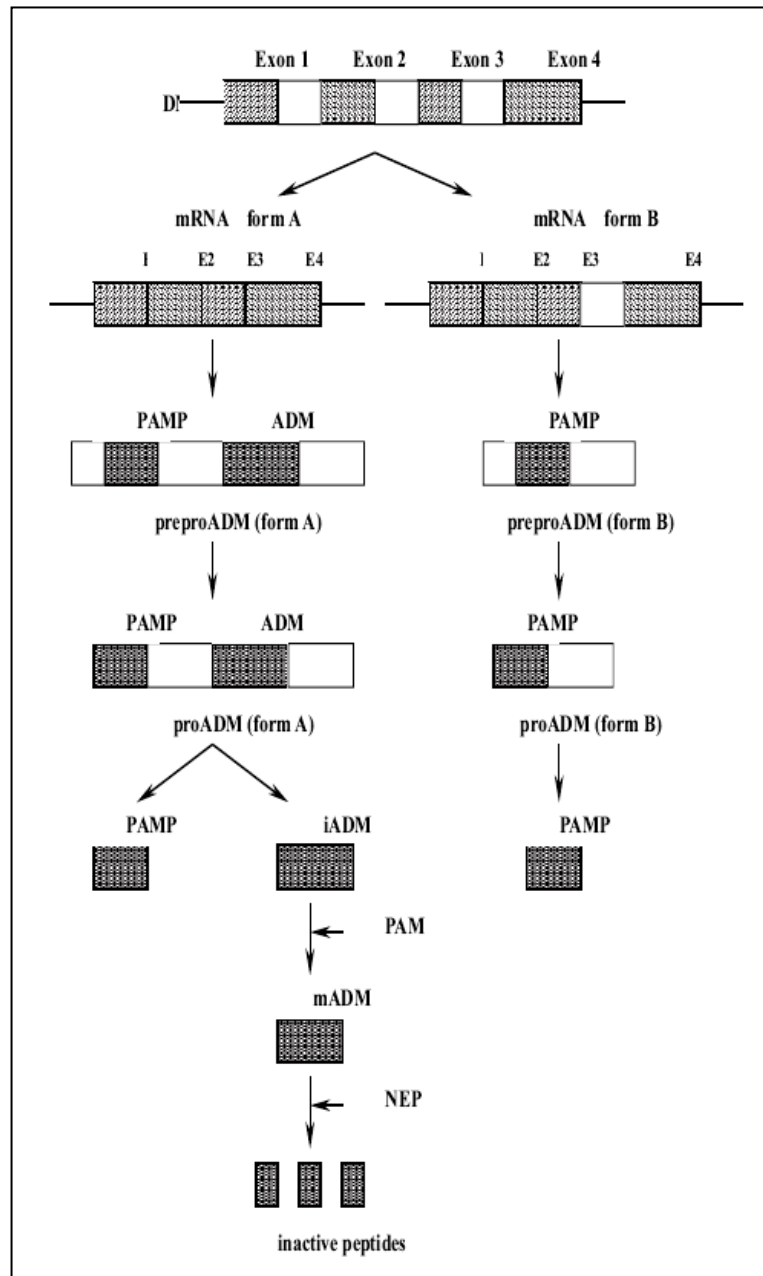 Exon 1 Exon 2 Exon 3 Exon 4
mRNA form A mRNA form B
E2 E3 E4 E2 E3 E4
PAMP ADM PAMP
preproADM (form A) preproADM (form B)
PAMP ADM PAMP
proADM (form A) proADM (form B)
PAMP iADM PAMP
PAM
mADM
NEP
inactive peptides